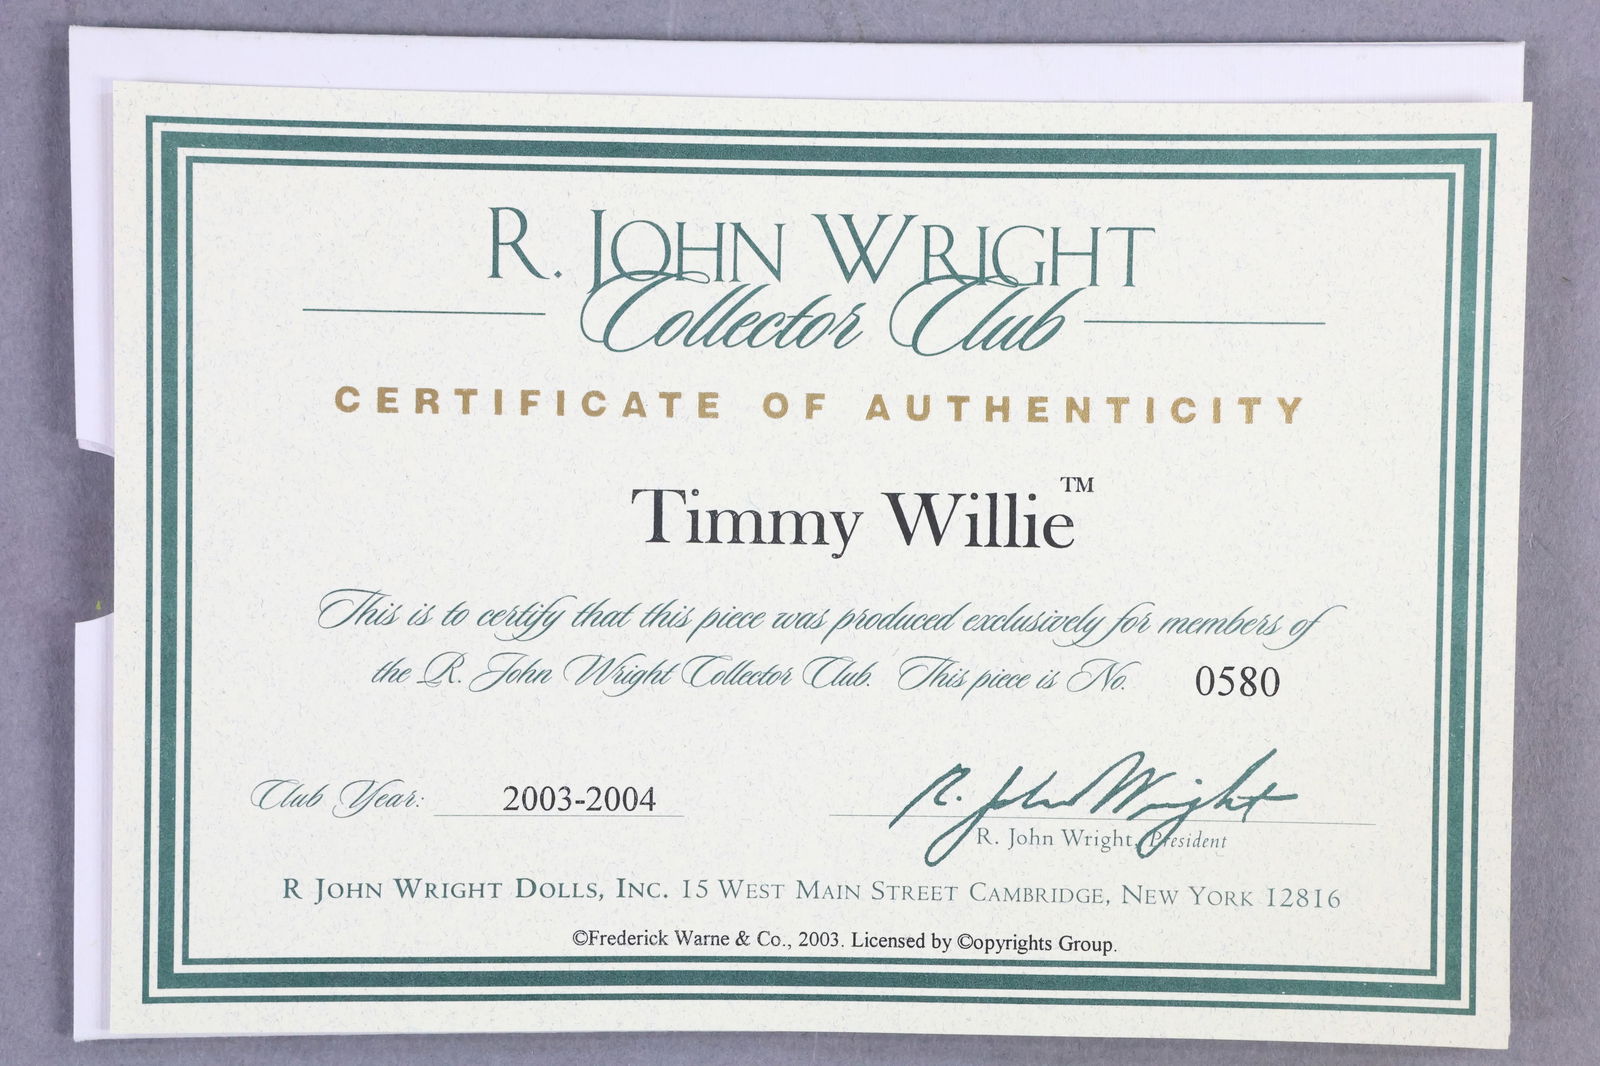 R. JOHN WRIGHT
Collector Club
CERTIFICATE OF AUTHENTICITY
Timmy Willie™
This is to certify that this piece was produced exclusively for members of
the R. John Wright Collector Club. This piece is No. 0580
Club Year: 2003-2004
R. John Wright
R. John Wright, President
R JOHN WRIGHT DOLLS, INC. 15 WEST MAIN STREET CAMBRIDGE, NEW YORK 12816
©Frederick Warne & Co., 2003. Licensed by ©opyrights Group.